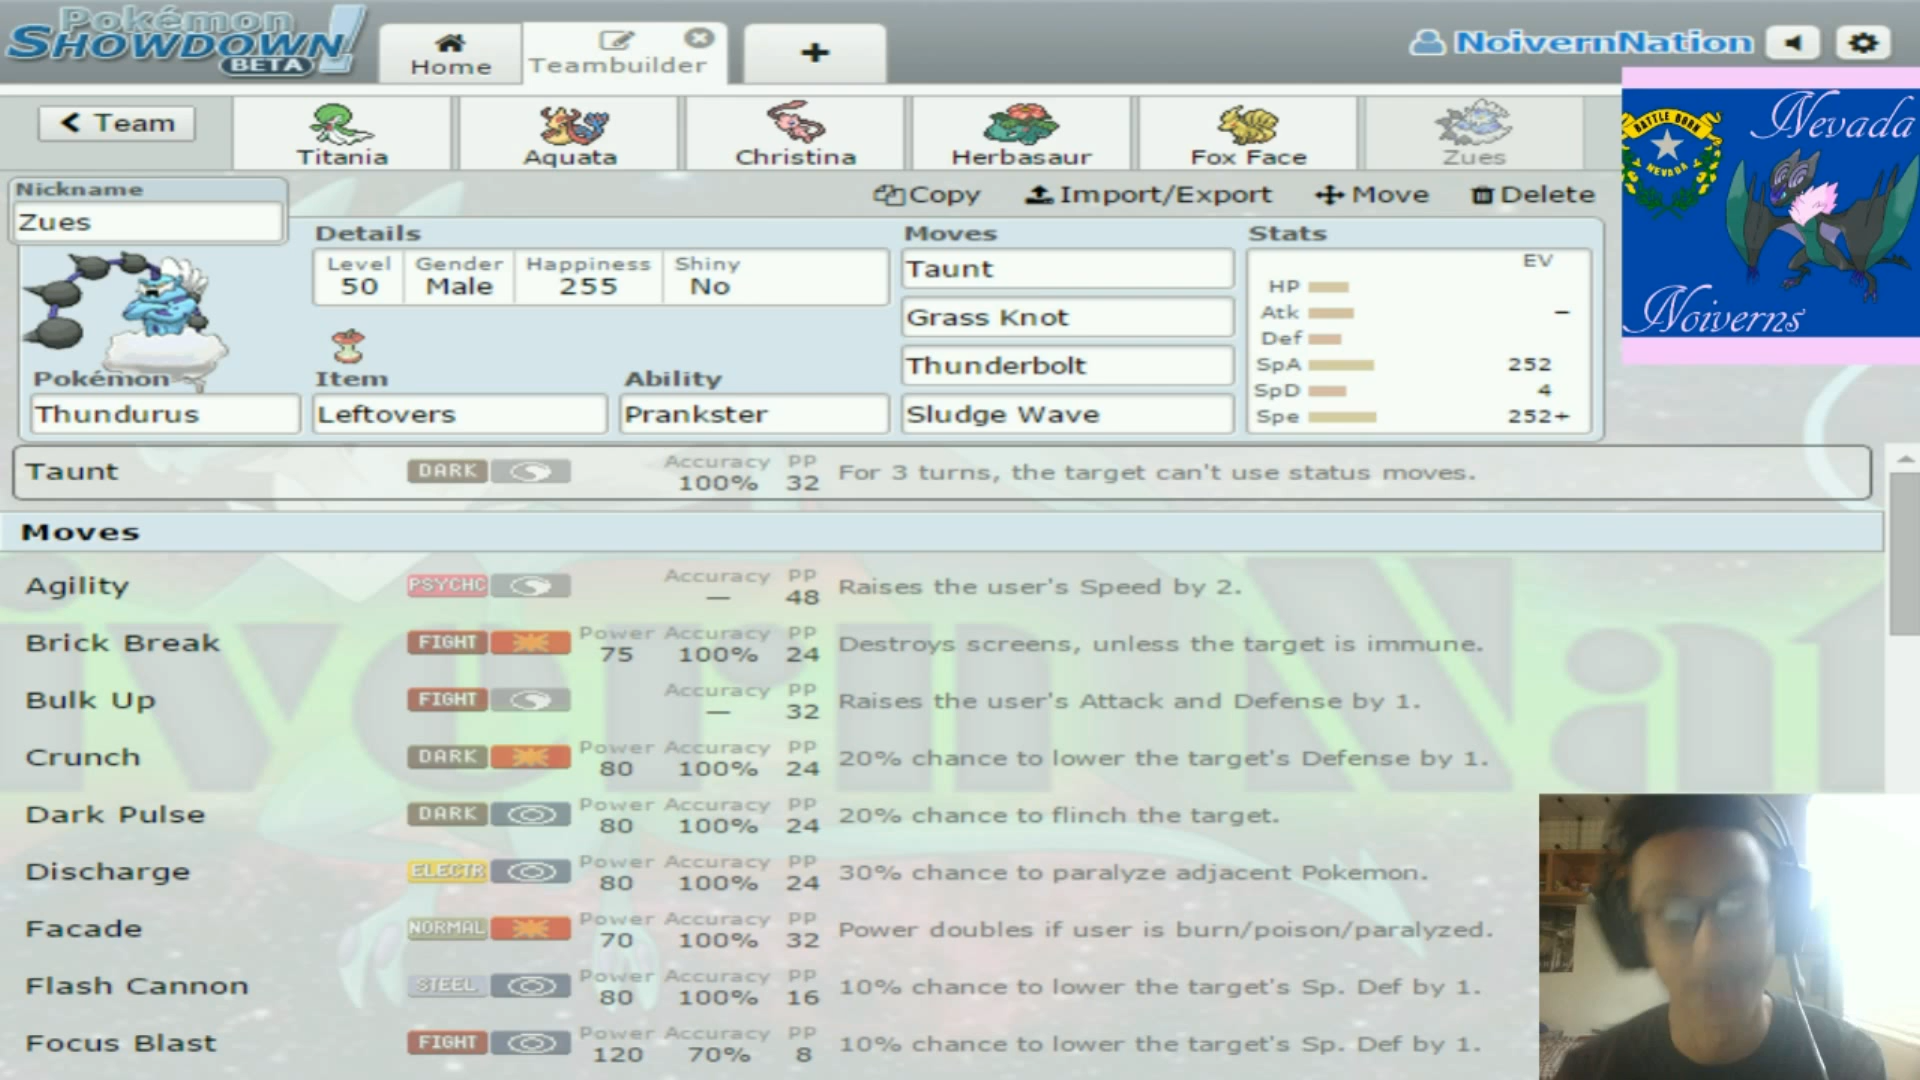 Pokémon
SHOWDOWN!
BETA
Home
Teambuilder
+
NoivernNation
Team
Titania
Aquata
Christina
Herbasaur
Fox Face
Zues
BATTLE BORN
NEVADA
Nevada
Noiverns
Nickname
Zues
Copy
Import/Export
Move
Delete
Details
Moves
Stats
Level
Gender
Happiness
Shiny
50
Male
255
No
Taunt
Grass Knot
Thunderbolt
Sludge Wave
EV
HP
Atk –
Def
SpA 252
SpD 4
Spe 252+
Pokémon
Item
Ability
Thundurus
Leftovers
Prankster
Taunt DARK Accuracy 100% PP 32 For 3 turns, the target can't use status moves.
Moves
Agility PSYCHC Accuracy — PP 48 Raises the user's Speed by 2.
Brick Break FIGHT Power 75 Accuracy 100% PP 24 Destroys screens, unless the target is immune.
Bulk Up FIGHT Accuracy — PP 32 Raises the user's Attack and Defense by 1.
Crunch DARK Power 80 Accuracy 100% PP 24 20% chance to lower the target's Defense by 1.
Dark Pulse DARK Power 80 Accuracy 100% PP 24 20% chance to flinch the target.
Discharge ELECTR Power 80 Accuracy 100% PP 24 30% chance to paralyze adjacent Pokemon.
Facade NORMAL Power 70 Accuracy 100% PP 32 Power doubles if user is burn/poison/paralyzed.
Flash Cannon STEEL Power 80 Accuracy 100% PP 16 10% chance to lower the target's Sp. Def by 1.
Focus Blast FIGHT Power 120 Accuracy 70% PP 8 10% chance to lower the target's Sp. Def by 1.